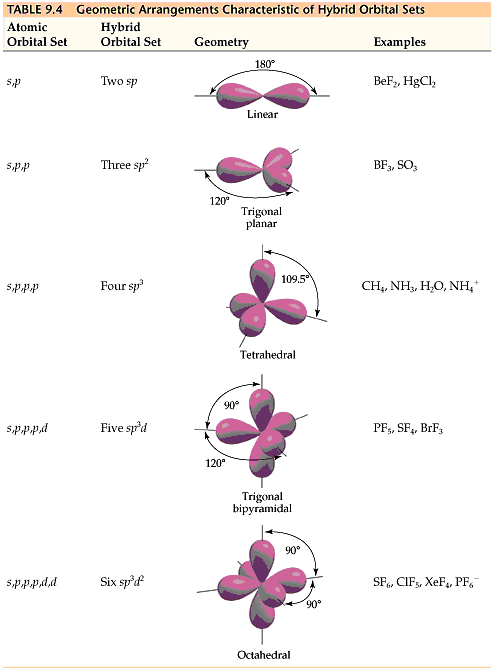 TABLE 9.4 Geometric Arrangements Characteristic of Hybrid Orbital Sets
Atomic Orbital Set Hybrid Orbital Set Geometry Examples
s,p Two sp BeF₂, HgCl₂
180°
Linear
s,p,p Three sp² BF₃, SO₃
120°
Trigonal
planar
s,p,p,p Four sp³ CH₄, NH₃, H₂O, NH₄⁺
109.5°
Tetrahedral
s,p,p,p,d Five sp³d PF₅, SF₄, BrF₃
90°
120°
Trigonal
bipyramidal
s,p,p,p,d,d Six sp³d² SF₆, ClF₅, XeF₄, PF₆⁻
90°
90°
Octahedral